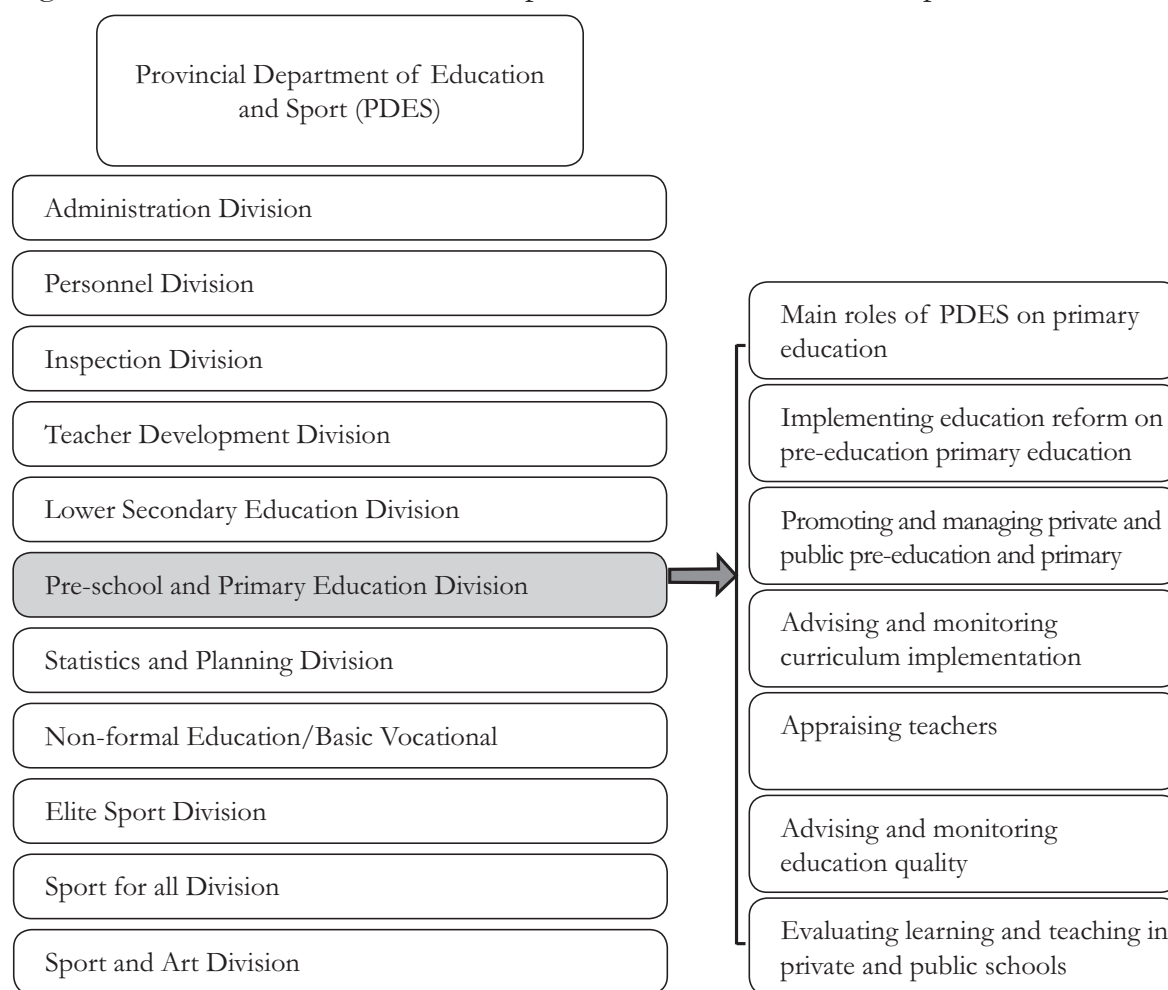 Provincial Department of Education
and Sport (PDES)
Administration Division
Personnel Division
Inspection Division
Teacher Development Division
Lower Secondary Education Division
Pre-school and Primary Education Division
Statistics and Planning Division
Non-formal Education/Basic Vocational
Elite Sport Division
Sport for all Division
Sport and Art Division
Main roles of PDES on primary
education
Implementing education reform on
pre-education primary education
Promoting and managing private and
public pre-education and primary
Advising and monitoring
curriculum implementation
Appraising teachers
Advising and monitoring
education quality
Evaluating learning and teaching in
private and public schools